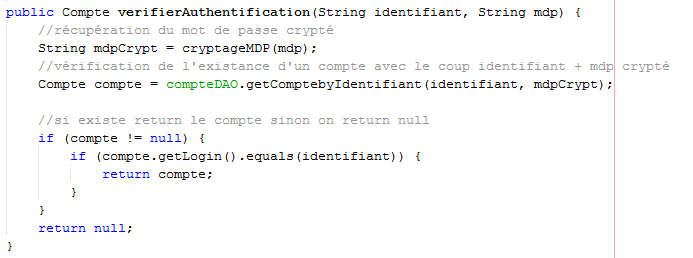 public Compte verifierAuthentification(String identifiant, String mdp) {
//récupération du mot de passe crypté
String mdpCrypt = cryptageMDP(mdp);
//vérification de l'existance d'un compte avec le coup identifiant + mdp crypté
Compte compte = compteDAO.getComptebyIdentifiant(identifiant, mdpCrypt);
//si existe return le compte sinon on return null
if (compte != null) {
if (compte.getLogin().equals(identifiant)) {
return compte;
}
}
return null;
}